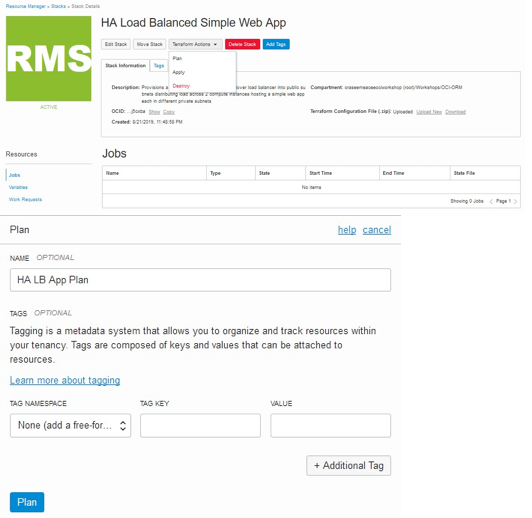 Resource Manager » Stacks » Stack Details
HA Load Balanced Simple Web App
Edit Stack Move Stack Terraform Actions Delete Stack Add Tags
RMS
ACTIVE
Plan
Apply
Destroy
Stack Information Tags
Description: Provisions a
ower load balancer into public su
bnets distributing load across 2 compute instances hosting a simple web app
each in different private subnets
Show Copy
Created: 8/21/2019, 11:48:58 PM
(root)/Workshops/OCI-ORM
Terraform Configuration File (.zip): Uploaded Upload New Download
Resources
Jobs
Variables
Work Requests
Jobs
Name Type State Start Time End Time State File
No items
Showing 0 Jobs < Page 1 >
Plan
help cancel
NAME OPTIONAL
HA LB App Plan
TAGS OPTIONAL
Tagging is a metadata system that allows you to organize and track resources within
your tenancy. Tags are composed of keys and values that can be attached to
resources.
Learn more about tagging
TAG NAMESPACE TAG KEY VALUE
None (add a free-for...
+ Additional Tag
Plan